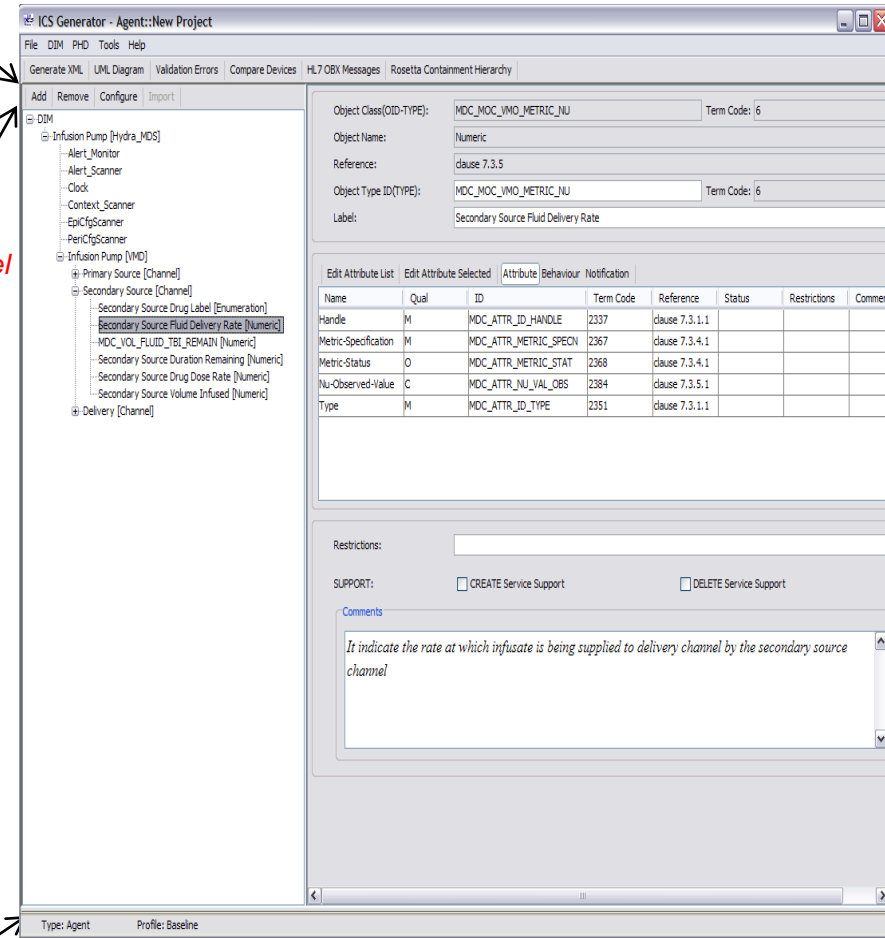 ICS Generator - Agent::New Project
File DIM PHD Tools Help
Generate XML UML Diagram Validation Errors Compare Devices HL7 OBX Messages Rosetta Containment Hierarchy
Add Remove Configure Import
DIM
Infusion Pump [Hydra_MDS]
Alert_Monitor
Alert_Scanner
Clock
Context_Scanner
EpiCfgScanner
PeriCfgScanner
Infusion Pump [VMD]
Primary Source [Channel]
Secondary Source [Channel]
Secondary Source Drug Label [Enumeration]
Secondary Source Fluid Delivery Rate [Numeric]
MDC_VOL_FLUID_TBI_REMAIN [Numeric]
Secondary Source Duration Remaining [Numeric]
Secondary Source Drug Dose Rate [Numeric]
Secondary Source Volume Infused [Numeric]
Delivery [Channel]
el
Object Class(OID-TYPE): MDC_MOC_VMO_METRIC_NU Term Code: 6
Object Name: Numeric
Reference: clause 7.3.5
Object Type ID(TYPE): MDC_MOC_VMO_METRIC_NU Term Code: 6
Label: Secondary Source Fluid Delivery Rate
Edit Attribute List Edit Attribute Selected Attribute Behaviour Notification
Name Qual ID Term Code Reference Status Restrictions Commen
Handle M MDC_ATTR_ID_HANDLE 2337 clause 7.3.1.1
Metric-Specification M MDC_ATTR_METRIC_SPECN 2367 clause 7.3.4.1
Metric-Status O MDC_ATTR_METRIC_STAT 2368 clause 7.3.4.1
Nu-Observed-Value C MDC_ATTR_NU_VAL_OBS 2384 clause 7.3.5.1
Type M MDC_ATTR_ID_TYPE 2351 clause 7.3.1.1
Restrictions:
SUPPORT: CREATE Service Support DELETE Service Support
Comments
It indicate the rate at which infusate is being supplied to delivery channel by the secondary source
channel
Type: Agent Profile: Baseline